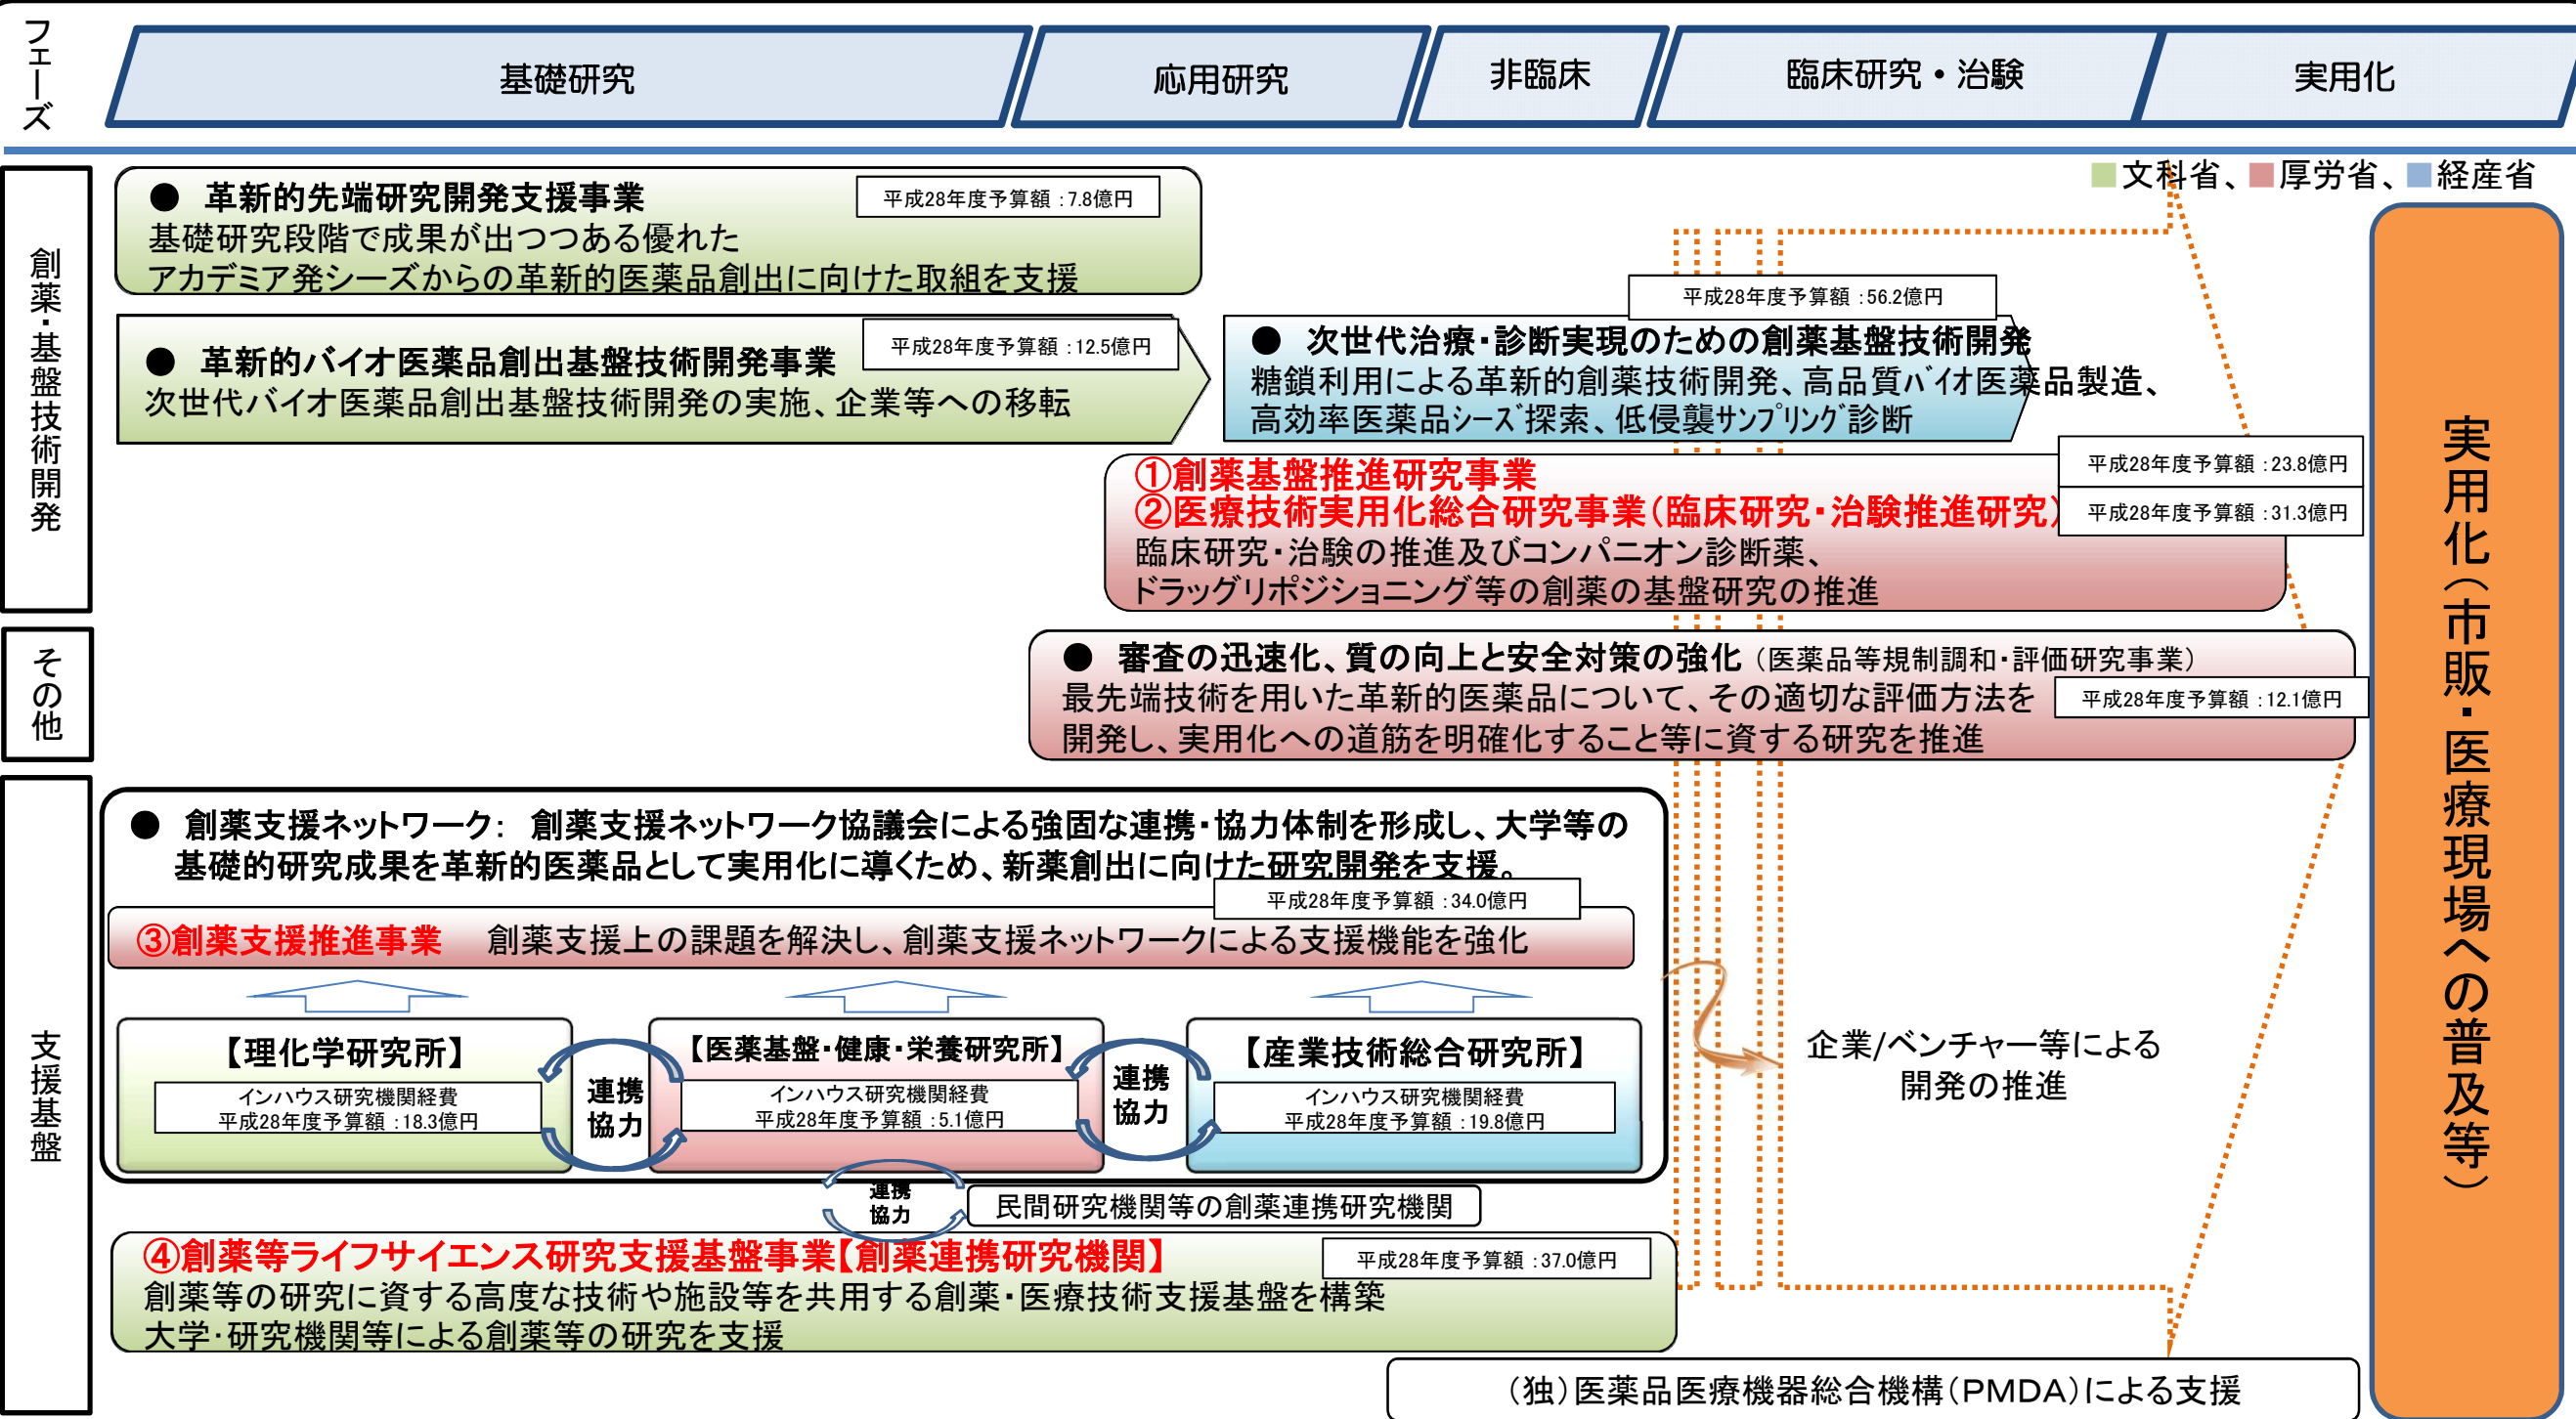 フェーズ
基礎研究
応用研究
非臨床
臨床研究・治験
実用化
■文科省、■厚労省、■経産省
創薬・基盤技術開発
● 革新的先端研究開発支援事業
平成28年度予算額:7.8億円
基礎研究段階で成果が出つつある優れた
アカデミア発シーズからの革新的医薬品創出に向けた取組を支援
● 革新的バイオ医薬品創出基盤技術開発事業
平成28年度予算額:12.5億円
次世代バイオ医薬品創出基盤技術開発の実施、企業等への移転
平成28年度予算額:56.2億円
● 次世代治療・診断実現のための創薬基盤技術開発
糖鎖利用による革新的創薬技術開発、高品質バイオ医薬品製造、
高効率医薬品シーズ探索、低侵襲サンプリング診断
①創薬基盤推進研究事業
平成28年度予算額:23.8億円
②医療技術実用化総合研究事業(臨床研究・治験推進研究)
平成28年度予算額:31.3億円
臨床研究・治験の推進及びコンパニオン診断薬、
ドラッグリポジショニング等の創薬の基盤研究の推進
その他
● 審査の迅速化、質の向上と安全対策の強化(医薬品等規制調和・評価研究事業)
最先端技術を用いた革新的医薬品について、その適切な評価方法を
平成28年度予算額:12.1億円
開発し、実用化への道筋を明確化すること等に資する研究を推進
支援基盤
● 創薬支援ネットワーク: 創薬支援ネットワーク協議会による強固な連携・協力体制を形成し、大学等の
基礎的研究成果を革新的医薬品として実用化に導くため、新薬創出に向けた研究開発を支援。
平成28年度予算額:34.0億円
③創薬支援推進事業 創薬支援上の課題を解決し、創薬支援ネットワークによる支援機能を強化
【理化学研究所】
インハウス研究機関経費
平成28年度予算額:18.3億円
連携
協力
【医薬基盤・健康・栄養研究所】
インハウス研究機関経費
平成28年度予算額:5.1億円
連携
協力
【産業技術総合研究所】
インハウス研究機関経費
平成28年度予算額:19.8億円
企業/ベンチャー等による
開発の推進
連携
協力
民間研究機関等の創薬連携研究機関
④創薬等ライフサイエンス研究支援基盤事業【創薬連携研究機関】
平成28年度予算額:37.0億円
創薬等の研究に資する高度な技術や施設等を共用する創薬・医療技術支援基盤を構築
大学・研究機関等による創薬等の研究を支援
(独)医薬品医療機器総合機構(PMDA)による支援
実用化(市販・医療現場への普及等)